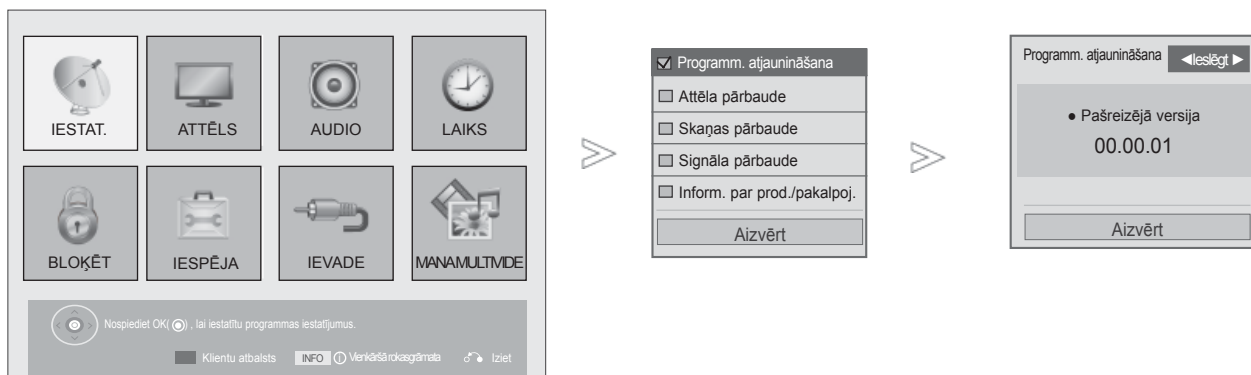 IESTAT.
ATTĒLS
AUDIO
LAIKS
BLOĶĒT
IESPĒJA
IEVADE
MANA MULTIVIDE
Nospiediet OK( ) , lai iestatītu programmas iestatījumus.
Klientu atbalsts INFO i Vienkāršā rokasgrāmata Iziet
Programm. atjaunināšana
Attēla pārbaude
Skaņas pārbaude
Signāla pārbaude
Inform. par prod./pakalpoj.
Aizvērt
Programm. atjaunināšana ◀Ieslēgt ▶
● Pašreizējā versija
00.00.01
Aizvērt